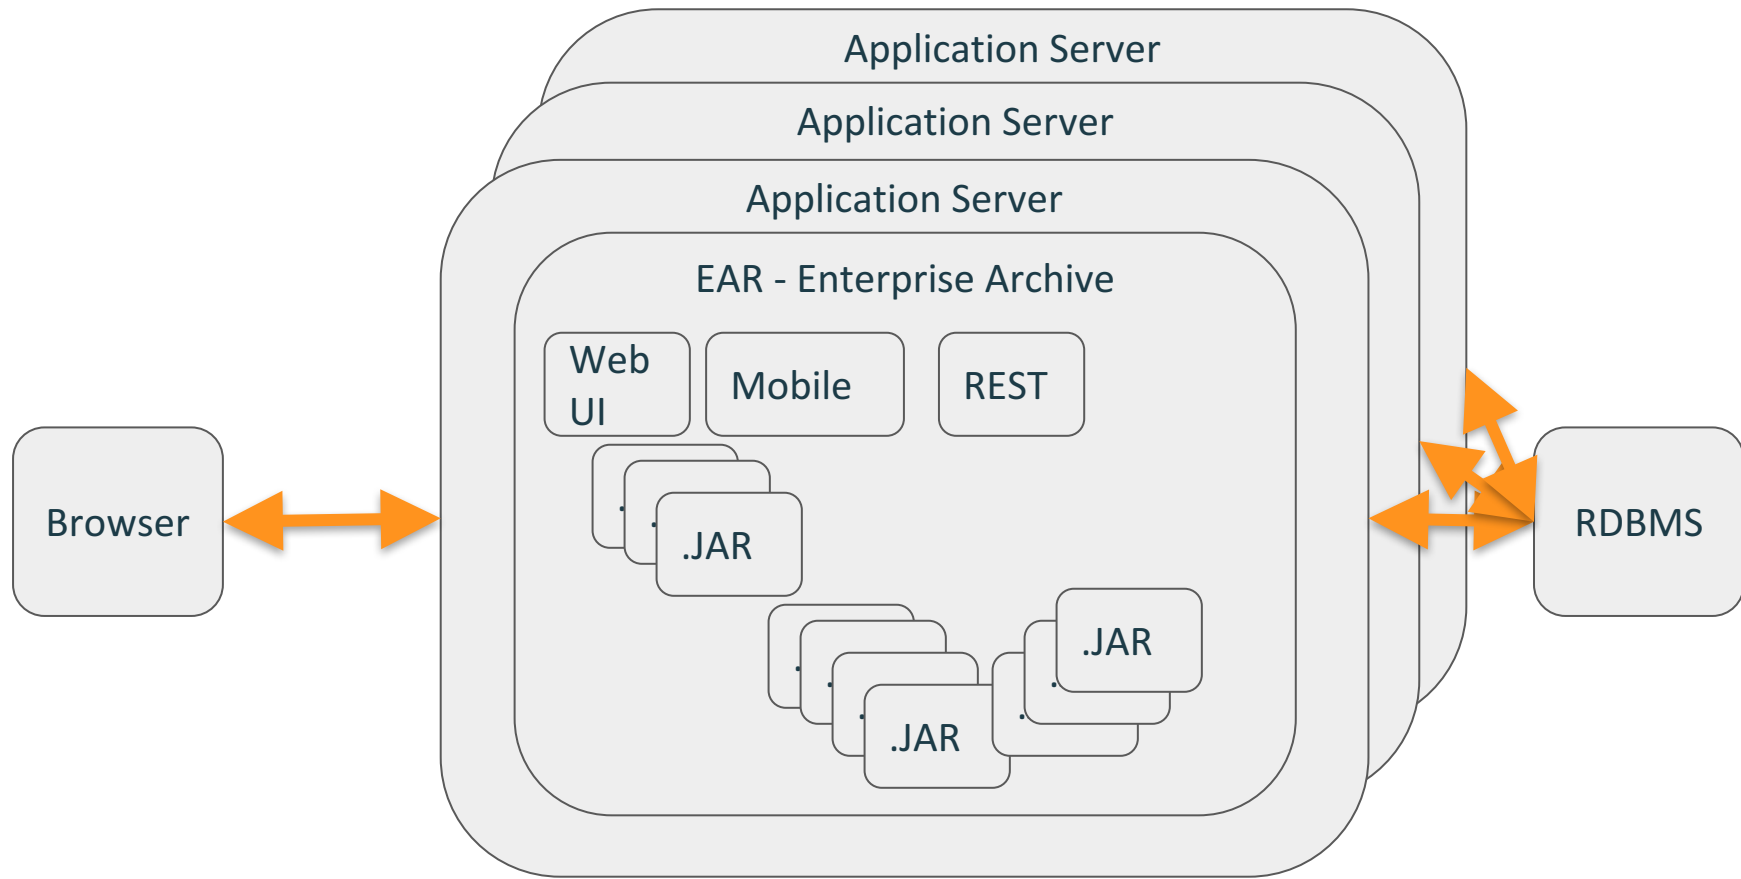 Application Server
Application Server
Application Server
EAR - Enterprise Archive
Web
UI
Mobile
REST
Browser
.
.
.JAR
RDBMS
.JAR
.
.
.
.
.
.JAR